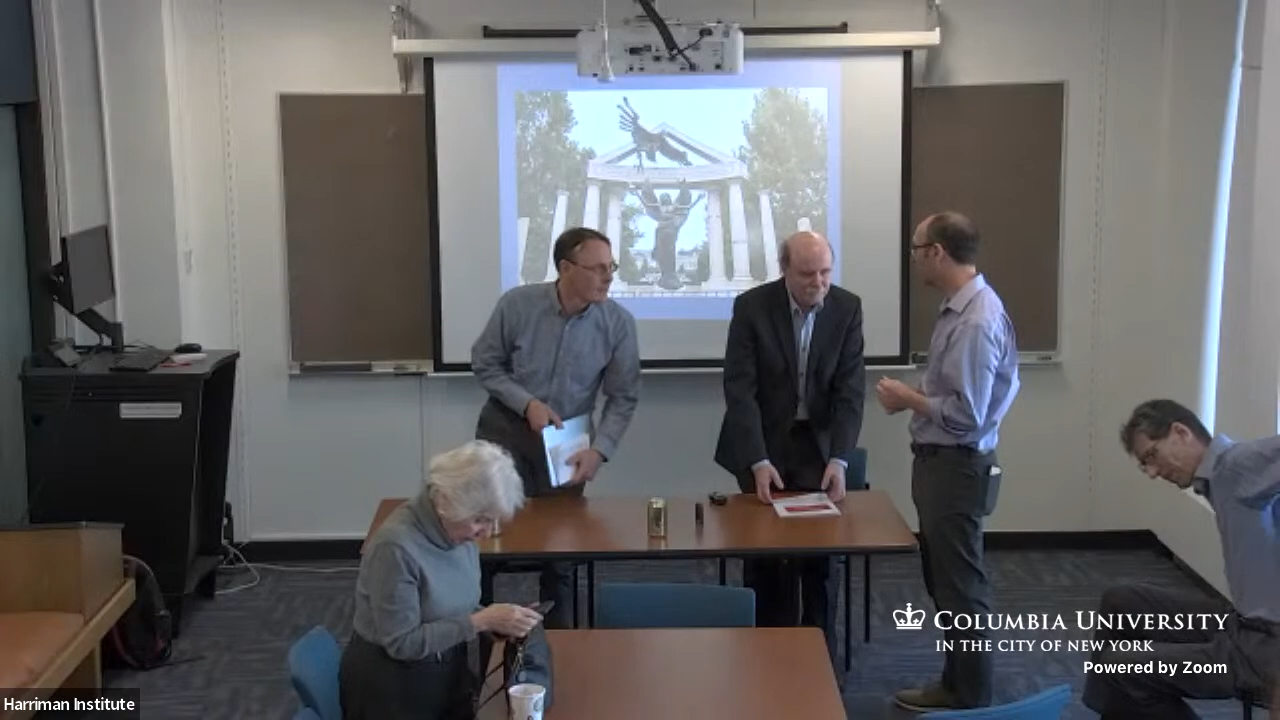 COLUMBIA UNIVERSITY
IN THE CITY OF NEW YORK
Powered by Zoom
Harriman Institute